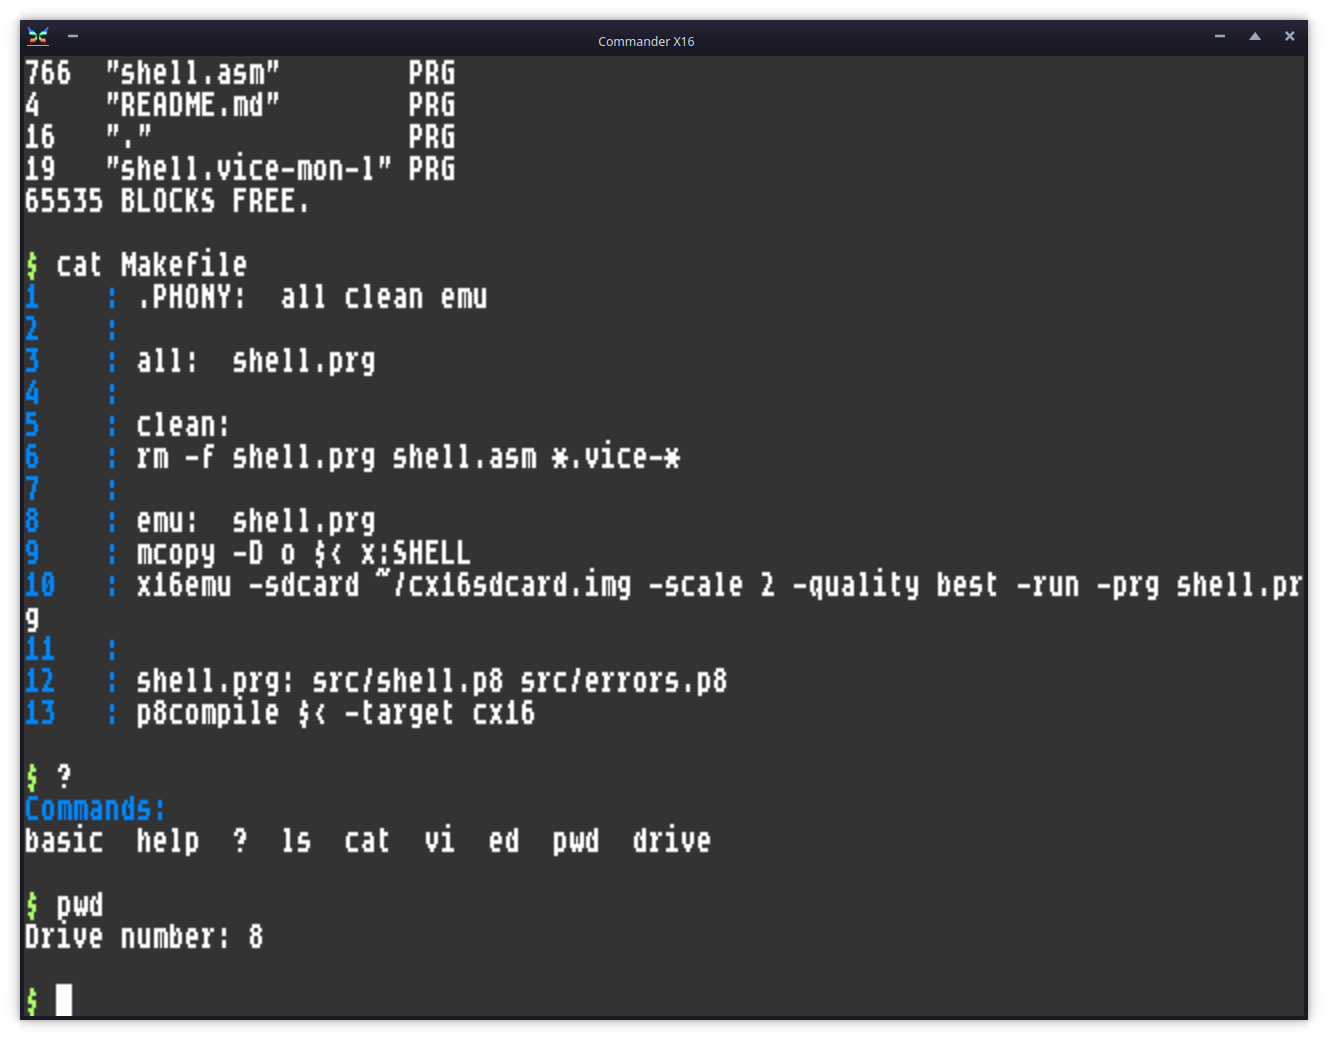 Commander X16
766  "shell.asm"        PRG
4    "README.md"        PRG
16   "."                PRG
19   "shell.vice-mon-l" PRG
65535 BLOCKS FREE.
$ cat Makefile
1    : .PHONY:  all clean emu
2    :
3    : all:  shell.prg
4    :
5    : clean:
6    : rm -f shell.prg shell.asm *.vice-*
7    :
8    : emu:  shell.prg
9    : mcopy -D o $< x:SHELL
10   : x16emu -sdcard ~/cx16sdcard.img -scale 2 -quality best -run -prg shell.pr
g
11   :
12   : shell.prg: src/shell.p8 src/errors.p8
13   : p8compile $< -target cx16
$ ?
Commands:
basic  help  ?  ls  cat  vi  ed  pwd  drive
$ pwd
Drive number: 8
$